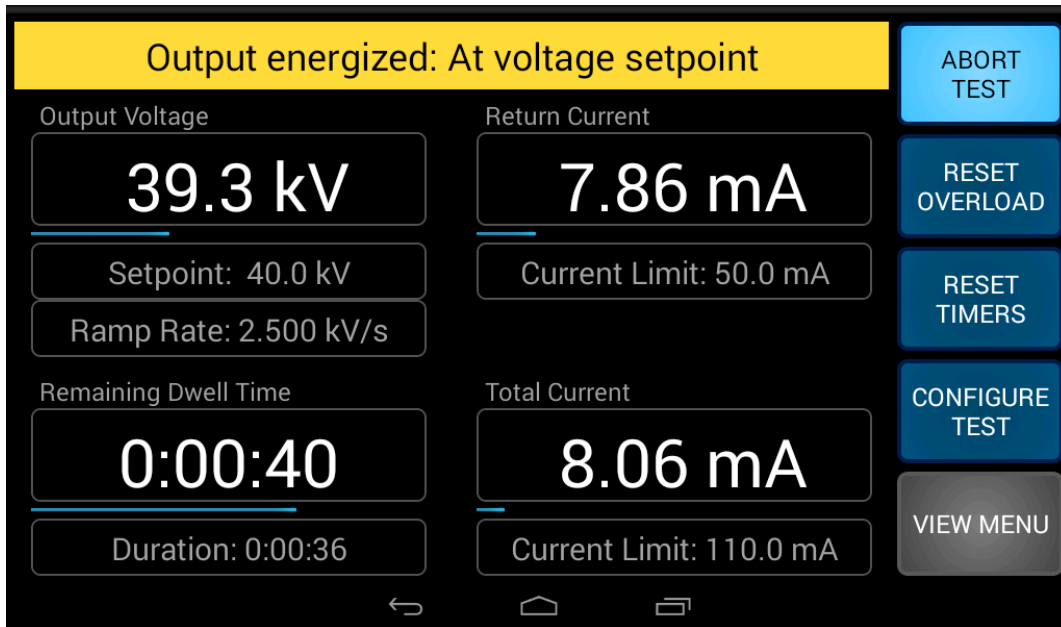 Output energized: At voltage setpoint
Output Voltage
39.3 kV
Setpoint: 40.0 kV
Ramp Rate: 2.500 kV/s
Return Current
7.86 mA
Current Limit: 50.0 mA
Remaining Dwell Time
0:00:40
Duration: 0:00:36
Total Current
8.06 mA
Current Limit: 110.0 mA
ABORT
TEST
RESET
OVERLOAD
RESET
TIMERS
CONFIGURE
TEST
VIEW MENU